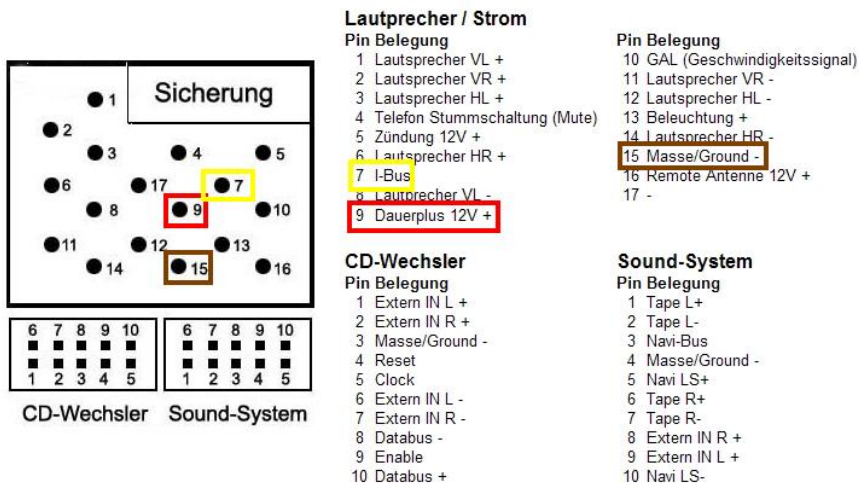 Lautprecher / Strom
Pin Belegung
1 Lautsprecher VL +
2 Lautsprecher VR +
3 Lautsprecher HL +
4 Telefon Stummschaltung (Mute)
5 Zündung 12V +
6 Lautsprecher HR +
7 I-Bus
8 Lautprecher VL -
9 Dauerplus 12V +
Pin Belegung
10 GAL (Geschwindigkeitssignal)
11 Lautsprecher VR -
12 Lautsprecher HL -
13 Beleuchtung +
14 Lautsprecher HR -
15 Masse/Ground -
16 Remote Antenne 12V +
17 -
Sicherung
1
2
3 4 5
6 17 7
8 9 10
11 12 13
14 15 16
6 7 8 9 10
1 2 3 4 5
CD-Wechsler
6 7 8 9 10
1 2 3 4 5
Sound-System
CD-Wechsler
Pin Belegung
1 Extern IN L +
2 Extern IN R +
3 Masse/Ground -
4 Reset
5 Clock
6 Extern IN L -
7 Extern IN R -
8 Databus -
9 Enable
10 Databus +
Sound-System
Pin Belegung
1 Tape L+
2 Tape L-
3 Navi-Bus
4 Masse/Ground -
5 Navi LS+
6 Tape R+
7 Tape R-
8 Extern IN R +
9 Extern IN L +
10 Navi LS-